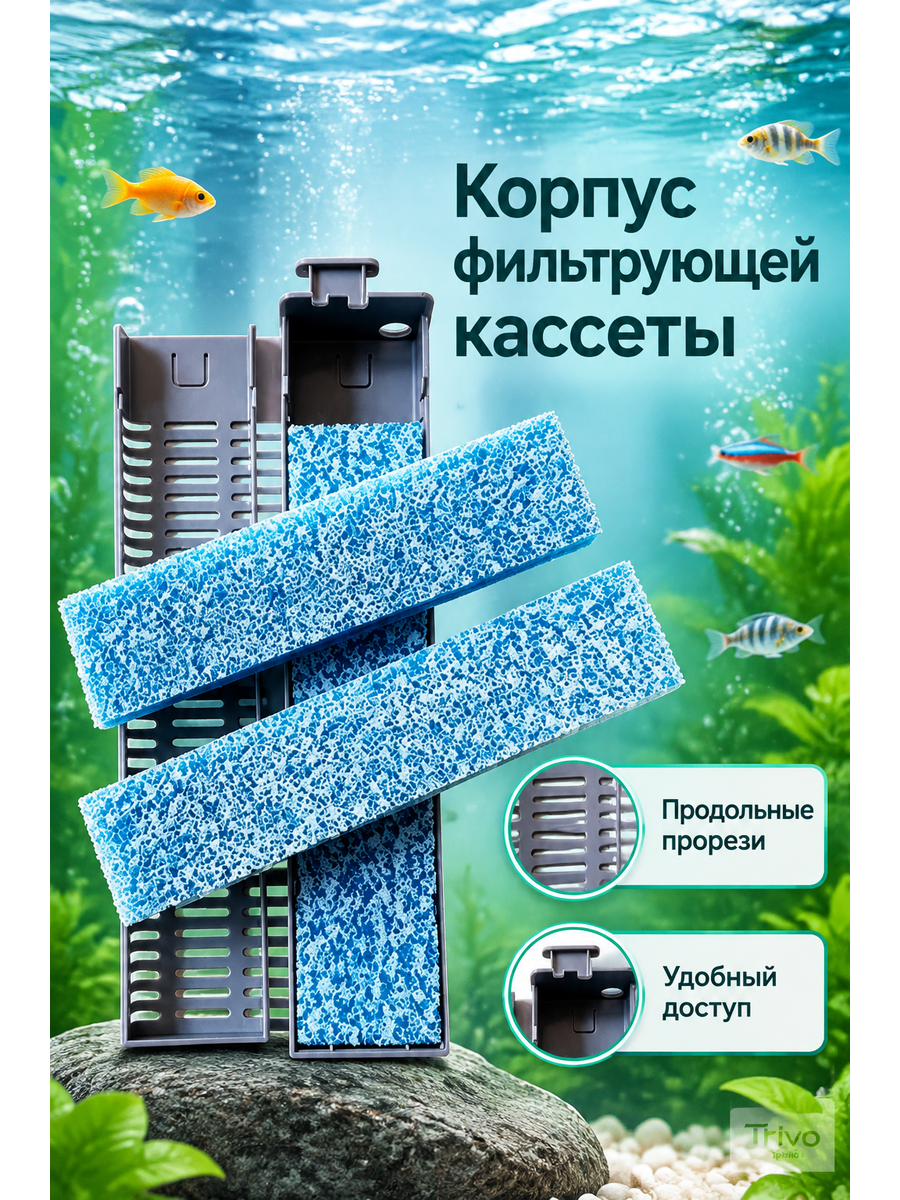 Корпус
фильтрующей
кассеты
Продольные
прорези
Удобный
доступ
Trivo